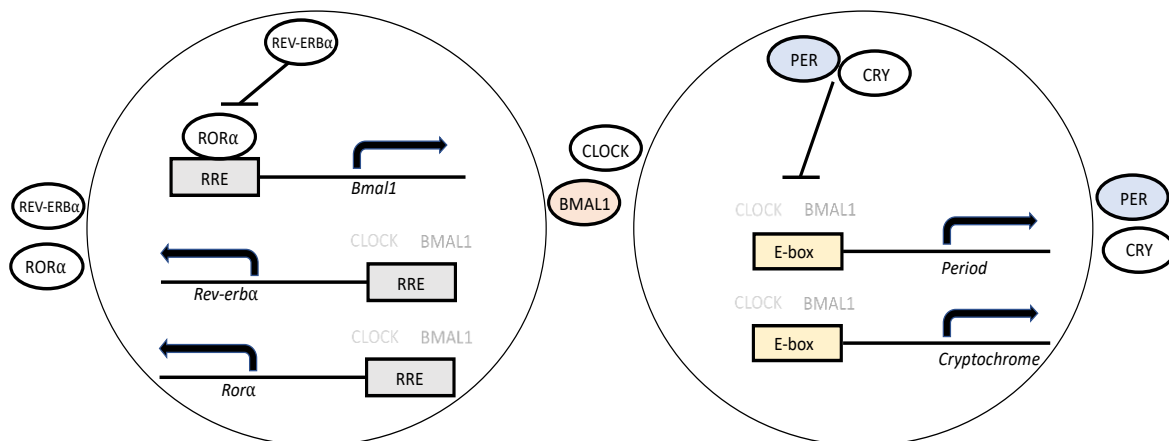 REV-ERBα
RORα
RRE
Bmal1
REV-ERBα
RORα
CLOCK BMAL1
RRE
Rev-erbα
CLOCK BMAL1
RRE
Rorα
CLOCK
BMAL1
PER
CRY
CLOCK BMAL1
E-box
Period
CLOCK BMAL1
E-box
Cryptochrome
PER
CRY